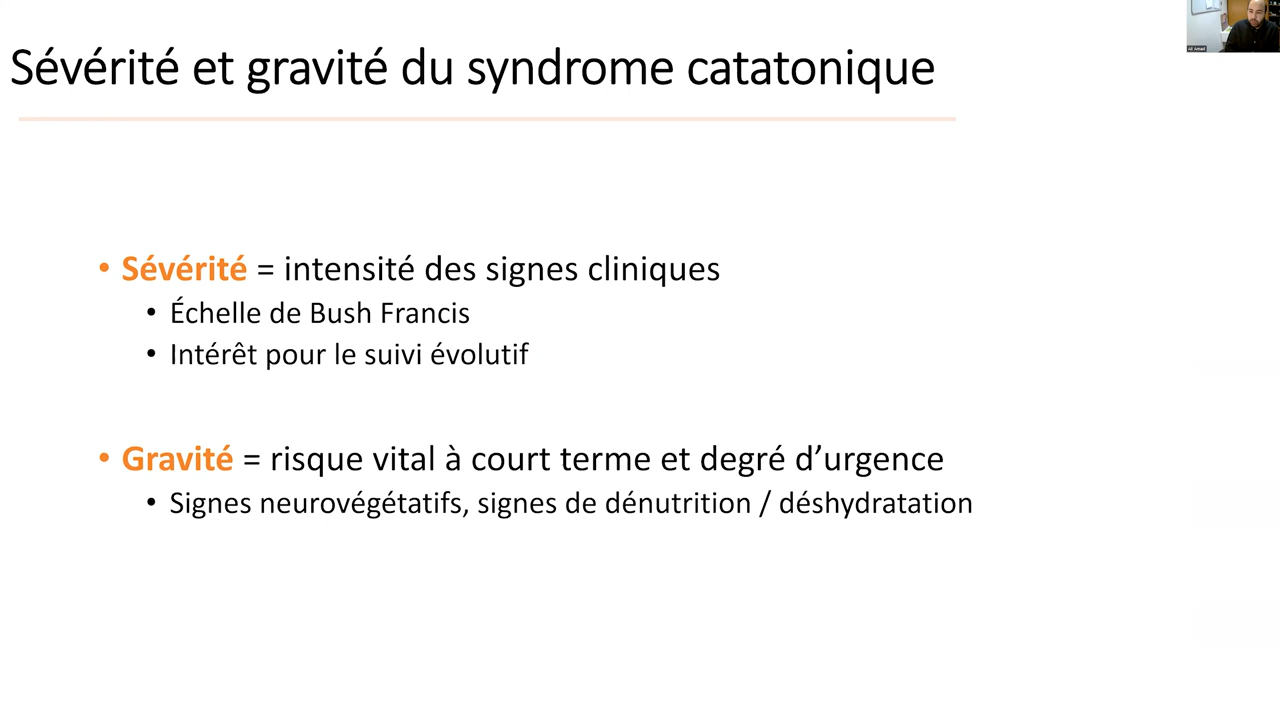 Sévérité et gravité du syndrome catatonique
• Sévérité = intensité des signes cliniques
• Échelle de Bush Francis
• Intérêt pour le suivi évolutif
• Gravité = risque vital à court terme et degré d’urgence
• Signes neurovégétatifs, signes de dénutrition / déshydratation